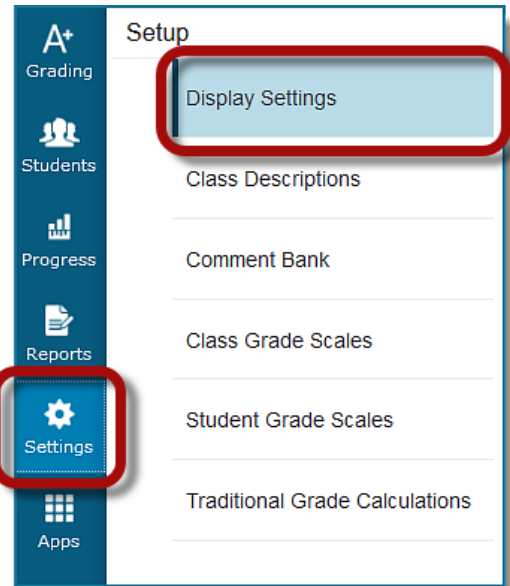 A+
Grading
Students
Progress
Reports
Settings
Apps
Setup
Display Settings
Class Descriptions
Comment Bank
Class Grade Scales
Student Grade Scales
Traditional Grade Calculations